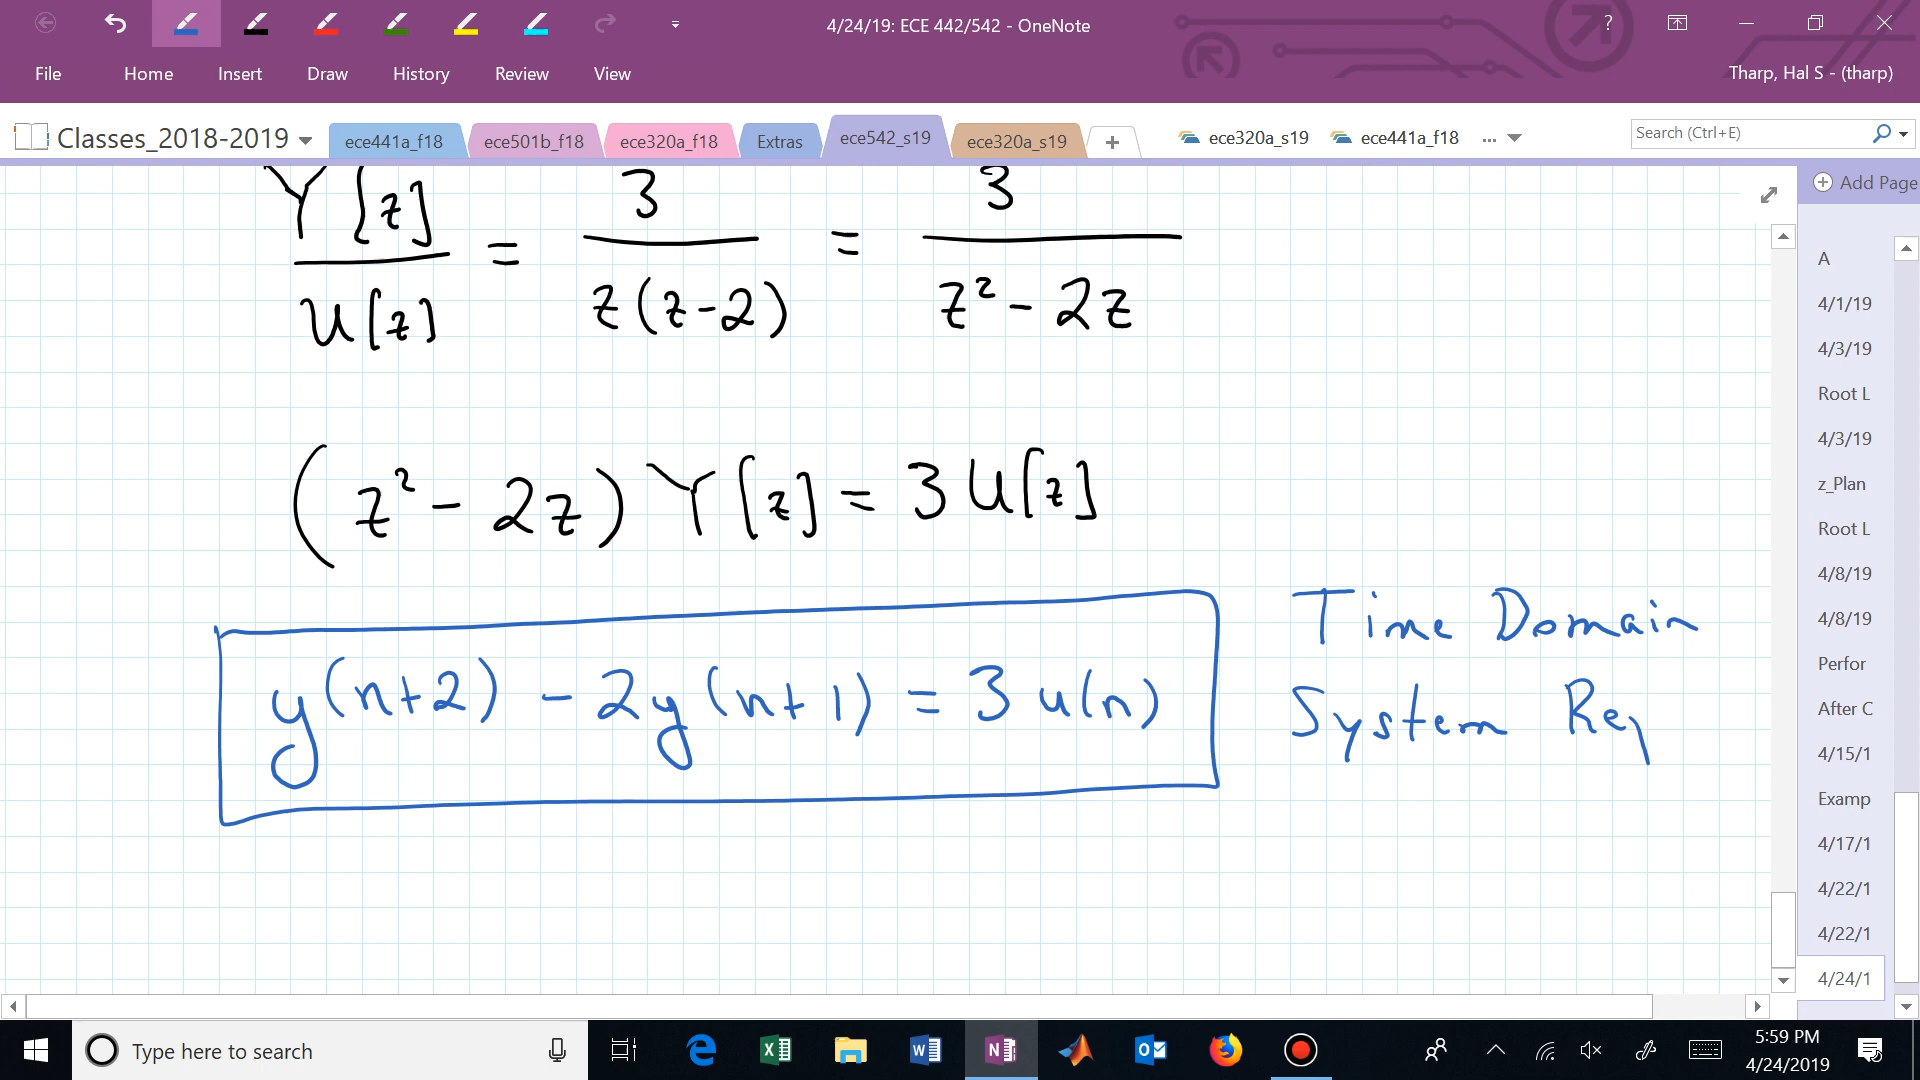 4/24/19: ECE 442/542 - OneNote
?
File Home Insert Draw History Review View
Tharp, Hal S - (tharp)
Classes_2018-2019 ece441a_f18 ece501b_f18 ece320a_f18 Extras ece542_s19 ece320a_s19 + ece320a_s19 ece441a_f18 ...
Search (Ctrl+E)
Add Page
Y[z] / U[z] = 3 / z(z-2) = 3 / z² - 2z
(z² - 2z) Y[z] = 3 U[z]
y(n+2) - 2y(n+1) = 3 u(n)
Time Domain
System Rep
A
4/1/19
4/3/19
Root L
4/3/19
z_Plan
Root L
4/8/19
4/8/19
Perfor
After C
4/15/1
Examp
4/17/1
4/22/1
4/22/1
4/24/1
Type here to search
5:59 PM
4/24/2019